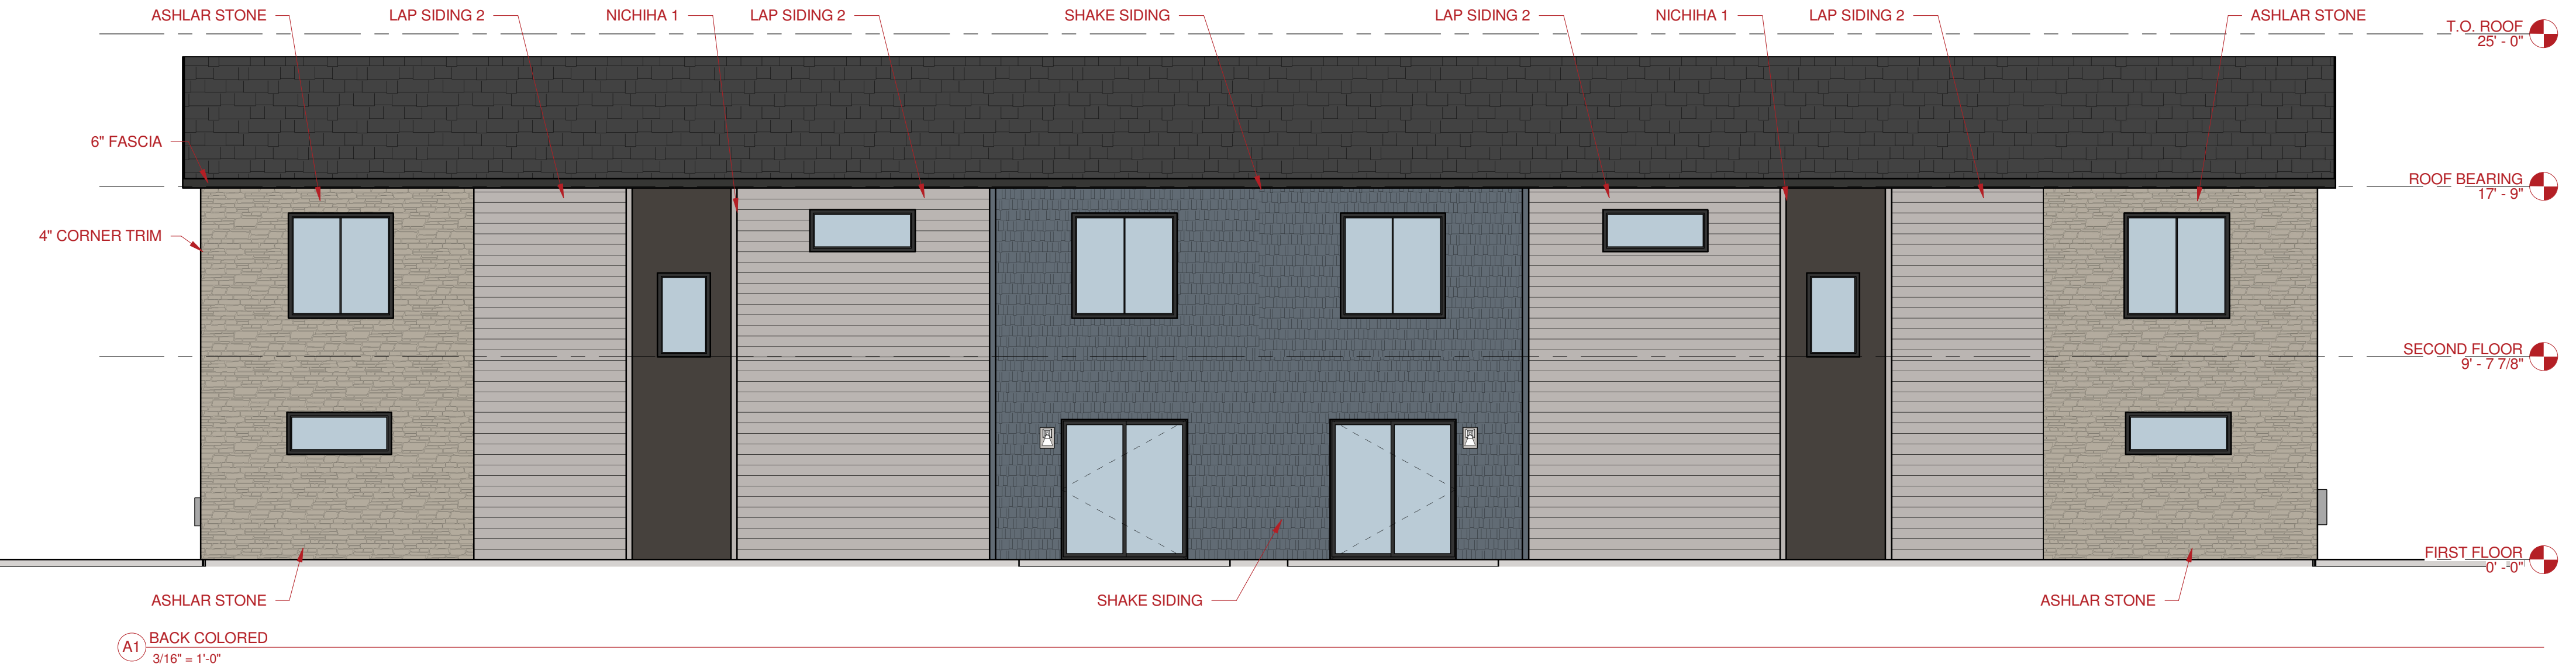 ASHLAR STONE
LAP SIDING 2
NICHIHA 1
LAP SIDING 2
SHAKE SIDING
LAP SIDING 2
NICHIHA 1
LAP SIDING 2
ASHLAR STONE
T.O. ROOF
25' - 0"
6" FASCIA
ROOF BEARING
17' - 9"
4" CORNER TRIM
SECOND FLOOR
9' - 7 7/8"
FIRST FLOOR
0' -0"
ASHLAR STONE
SHAKE SIDING
ASHLAR STONE
A1
BACK COLORED
3/16" = 1'-0"